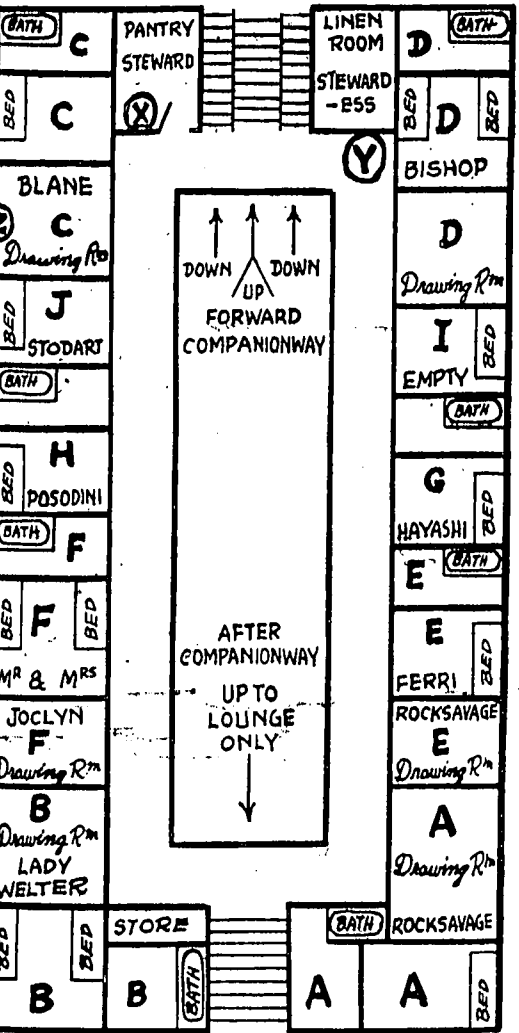 BATH
C
PANTRY
STEWARD
X
LINEN
ROOM
STEWARD
-ESS
Y
D
BATH
BED
C
BED
D
BED
BISHOP
BLANE
C
Drawing Rm
D
Drawing Rm
DOWN
DOWN
UP
FORWARD
COMPANIONWAY
BED
J
STODART
I
BED
EMPTY
BATH
BATH
BED
H
POSODINI
G
HAYASHI
BED
BATH
F
E
BATH
BED
F
BED
MR & MRS
E
FERRI
BED
AFTER
COMPANIONWAY
UP TO
LOUNGE
ONLY
JOCLYN
F
Drawing Rm
ROCKSAVAGE
E
Drawing Rm
B
Drawing Rm
LADY
WELTER
A
Drawing Rm
ROCKSAVAGE
BED
BED
B
STORE
B
BATH
BATH
A
A
BED